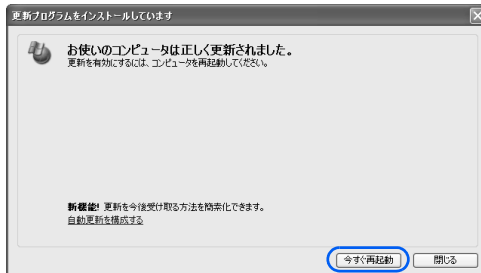 更新プログラムをインストールしています
お使いのコンピュータは正しく更新されました。
更新を有効にするには、コンピュータを再起動してください。
新機能! 更新を今後受け取る方法を簡素化できます。
自動更新を構成する
今すぐ再起動 閉じる